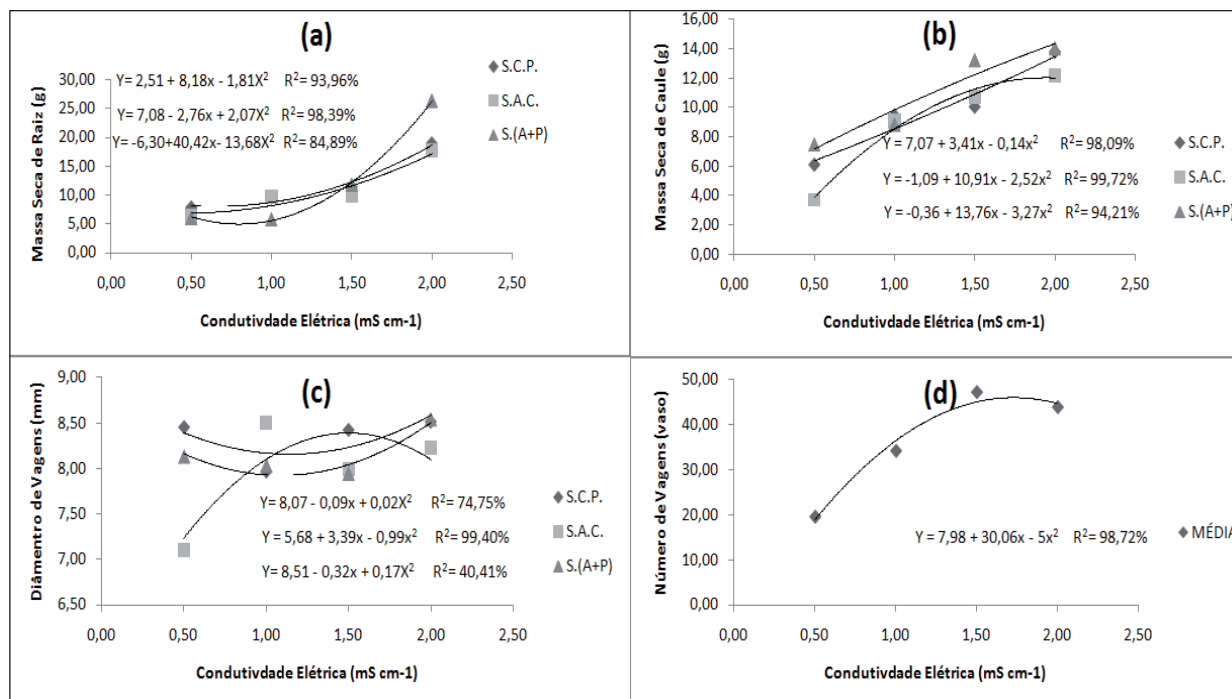 (a)
Y= 2,51 + 8,18x - 1,81X² R²= 93,96%
Y= 7,08 - 2,76x + 2,07X² R²= 98,39%
Y= -6,30+40,42x- 13,68X² R²= 84,89%
Massa Seca de Raiz (g)
30,00
25,00
20,00
15,00
10,00
5,00
0,00
0,00 0,50 1,00 1,50 2,00 2,50
Condutivdade Elétrica (mS cm-1)
S.C.P.
S.A.C.
S.(A+P)
(b)
Massa Seca de Caule (g)
16,00
14,00
12,00
10,00
8,00
6,00
4,00
2,00
0,00
Y = 7,07 + 3,41x - 0,14x² R²= 98,09%
Y = -1,09 + 10,91x - 2,52x² R²= 99,72%
Y = -0,36 + 13,76x - 3,27x² R²= 94,21%
0,00 0,50 1,00 1,50 2,00 2,50
Condutivdade Elétrica (mS cm-1)
S.C.P.
S.A.C.
S.(A+P)
(c)
Diâmentro de Vagens (mm)
9,00
8,50
8,00
7,50
7,00
6,50
Y= 8,07 - 0,09x + 0,02X² R²= 74,75%
Y= 5,68 + 3,39x - 0,99x² R²= 99,40%
Y= 8,51 - 0,32x + 0,17X² R²= 40,41%
0,00 0,50 1,00 1,50 2,00 2,50
Condutivdade Elétrica (mS cm-1)
S.C.P.
S.A.C.
S.(A+P)
(d)
Número de Vagens (vaso)
50,00
40,00
30,00
20,00
10,00
0,00
Y= 7,98 + 30,06x - 5x² R²= 98,72%
0,00 0,50 1,00 1,50 2,00 2,50
Condutivdade Elétrica (mS cm-1)
MÉDIA